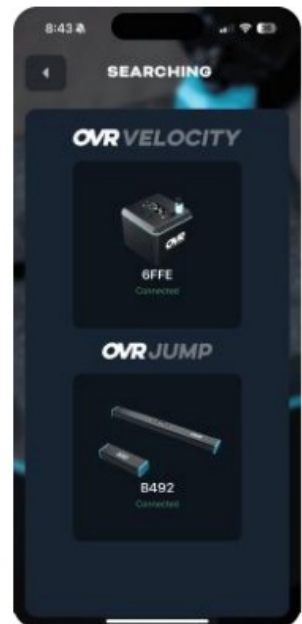 8:43
SEARCHING
OVR VELOCITY
6FFE
Connected
OVR JUMP
B492
Connected